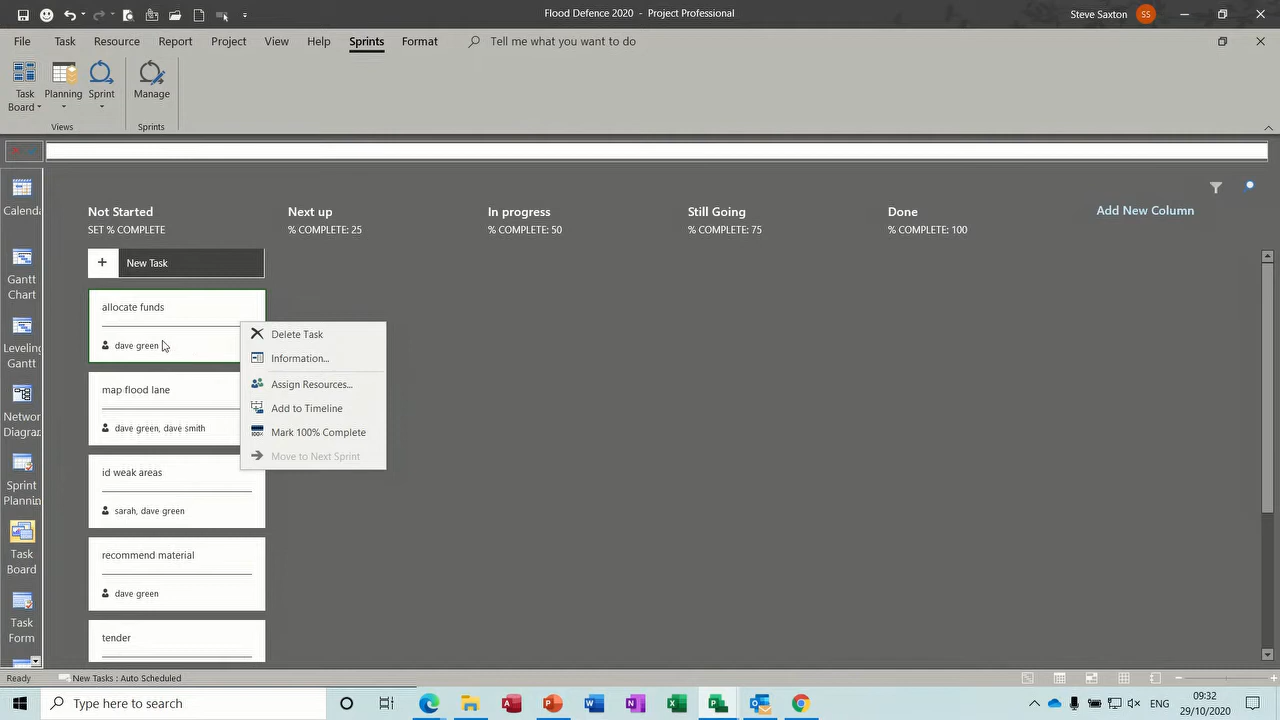 Flood Defence 2020 - Project Professional
Steve Saxton
SS
File
Task
Resource
Report
Project
View
Help
Sprints
Format
Tell me what you want to do
Task
Board
Planning
Sprint
Manage
Views
Sprints
Calenda
Gantt
Chart
Leveling
Gantt
Network
Diagram
Sprint
Planning
Task
Board
Task
Form
Not Started
SET % COMPLETE
Next up
% COMPLETE: 25
In progress
% COMPLETE: 50
Still Going
% COMPLETE: 75
Done
% COMPLETE: 100
Add New Column
+ New Task
allocate funds
dave green
map flood lane
dave green, dave smith
id weak areas
sarah, dave green
recommend material
dave green
tender
Delete Task
Information...
Assign Resources...
Add to Timeline
Mark 100% Complete
Move to Next Sprint
Ready
New Tasks : Auto Scheduled
Type here to search
ENG
09:32
29/10/2020